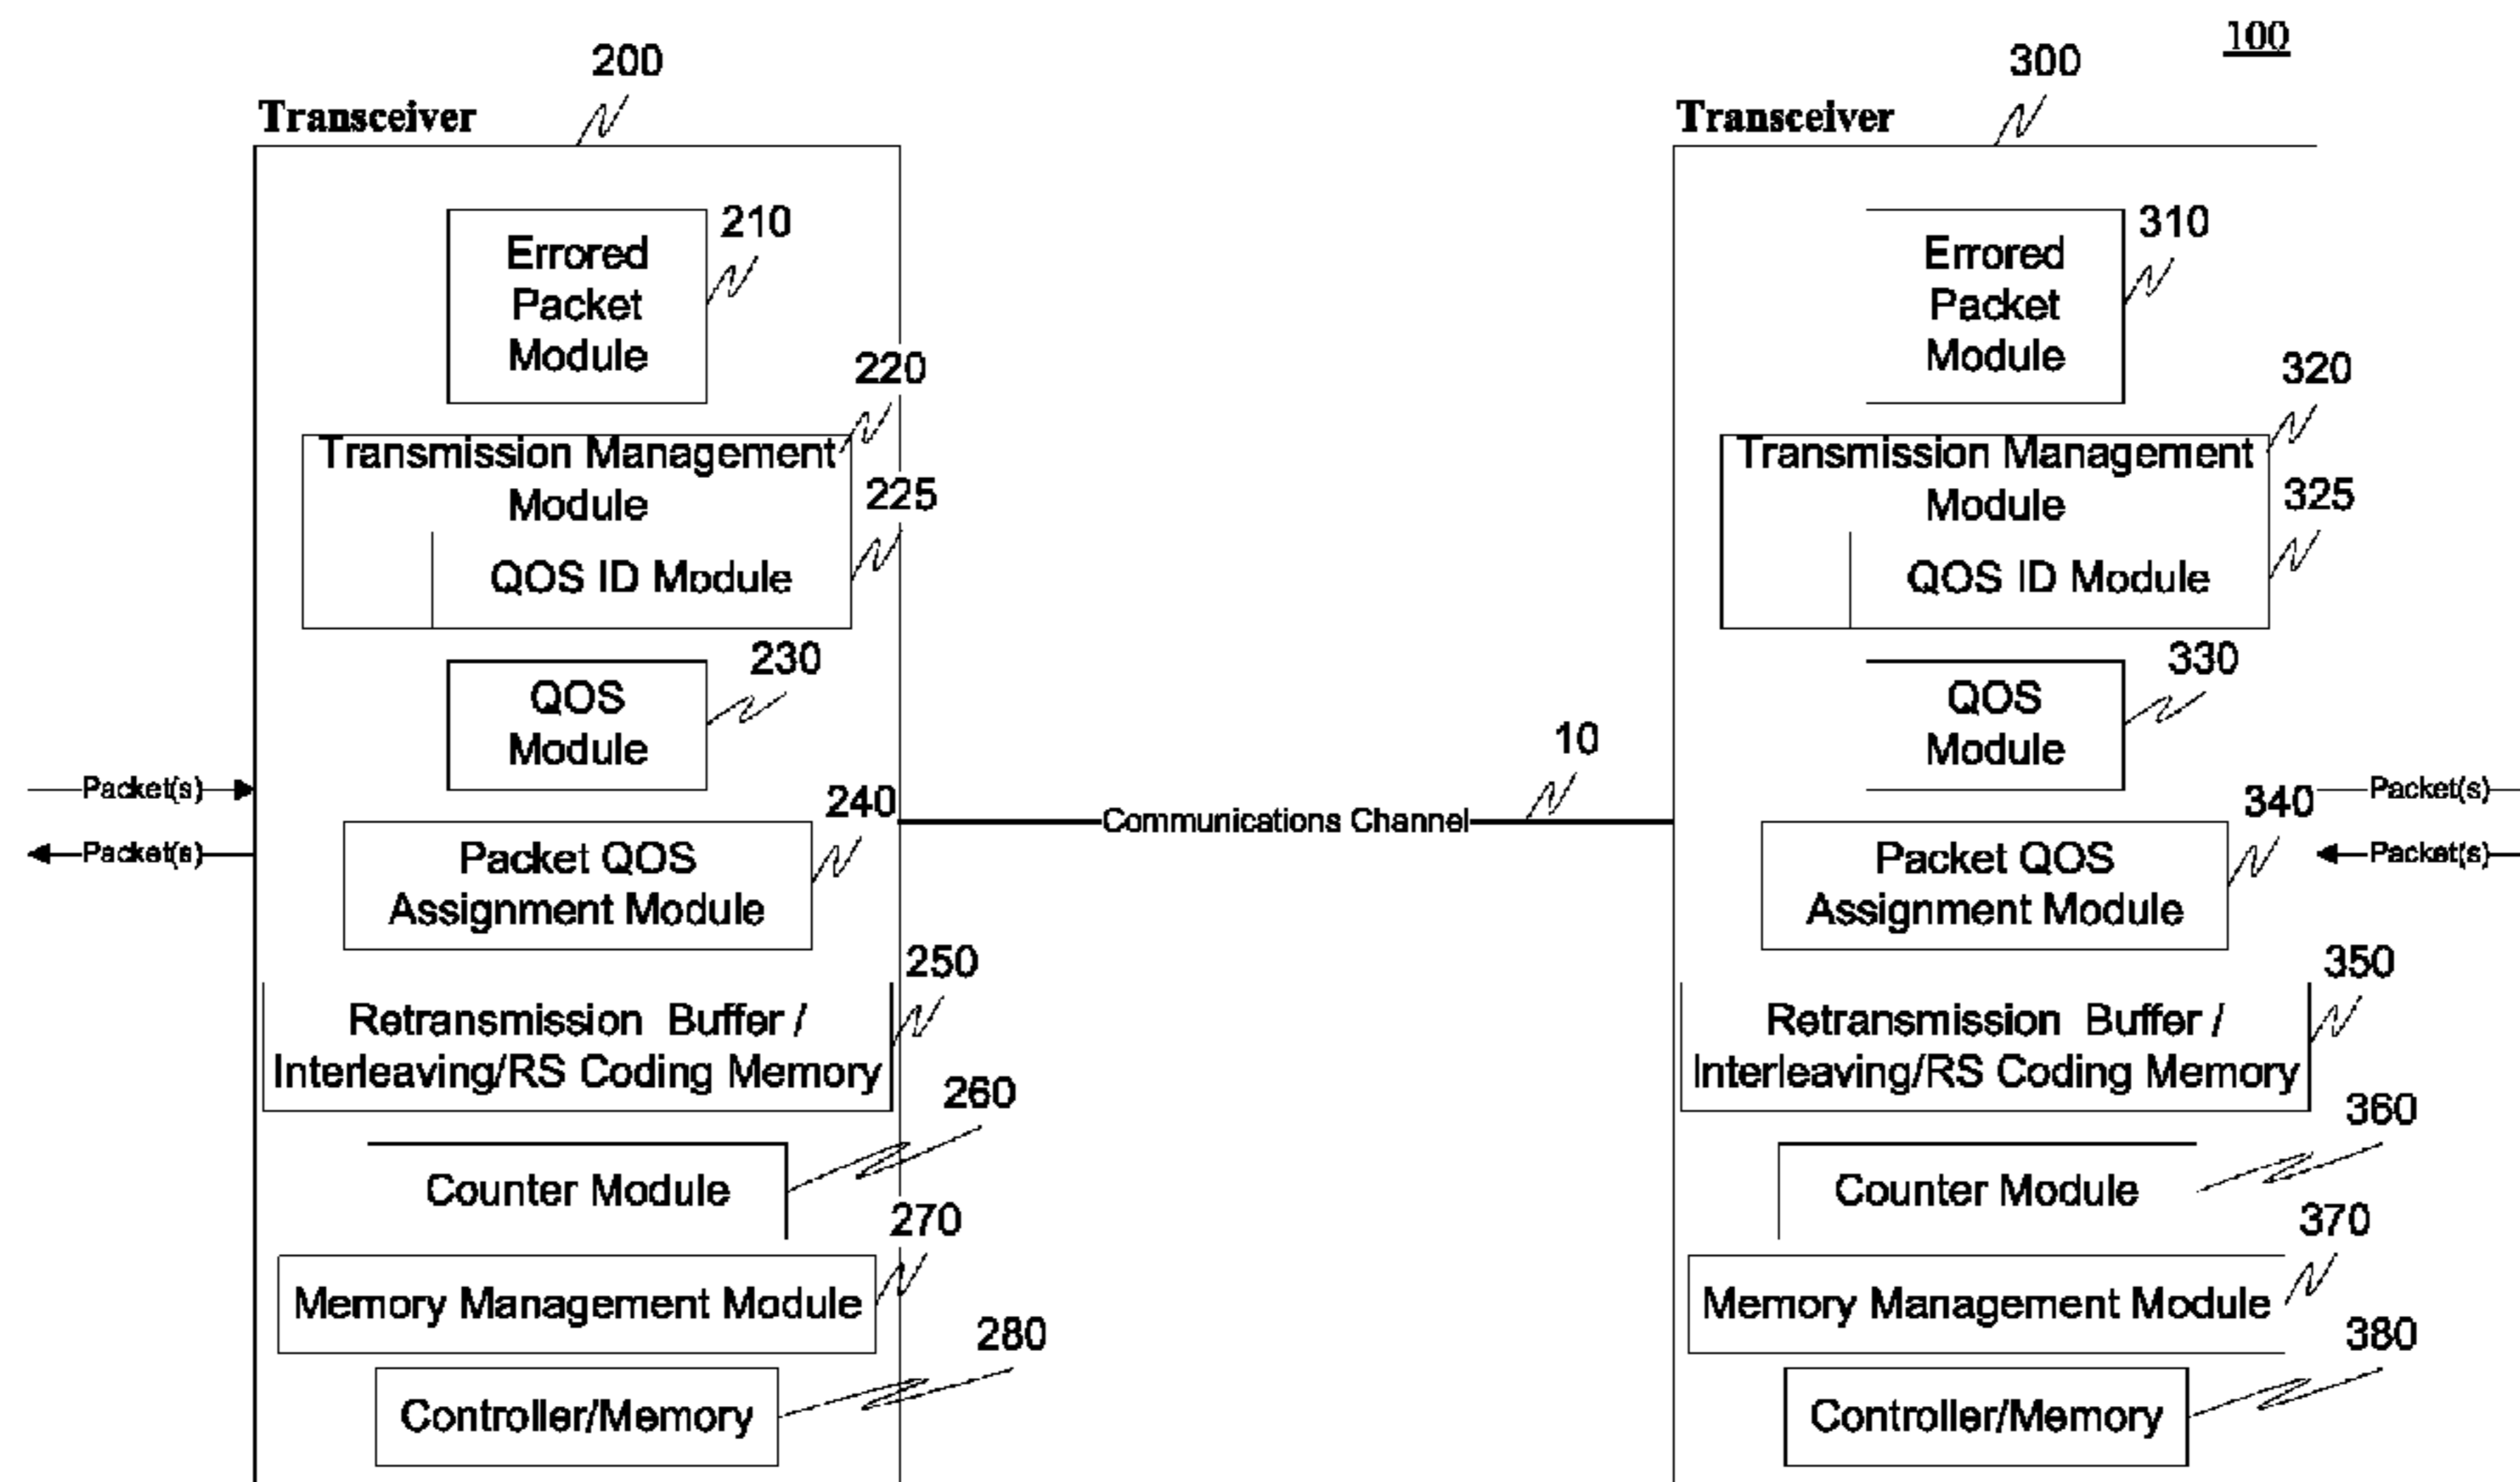 100
200
Transceiver
210
Errored
Packet
Module
220
Transmission Management
Module
225
QOS ID Module
230
QOS
Module
Packet(s)
Packet(s)
240
Packet QOS
Assignment Module
250
Retransmission Buffer /
Interleaving/RS Coding Memory
260
Counter Module
270
Memory Management Module
280
Controller/Memory
10
Communications Channel
300
Transceiver
310
Errored
Packet
Module
320
Transmission Management
Module
325
QOS ID Module
330
QOS
Module
Packet(s)
Packet(s)
340
Packet QOS
Assignment Module
350
Retransmission Buffer /
Interleaving/RS Coding Memory
360
Counter Module
370
Memory Management Module
380
Controller/Memory